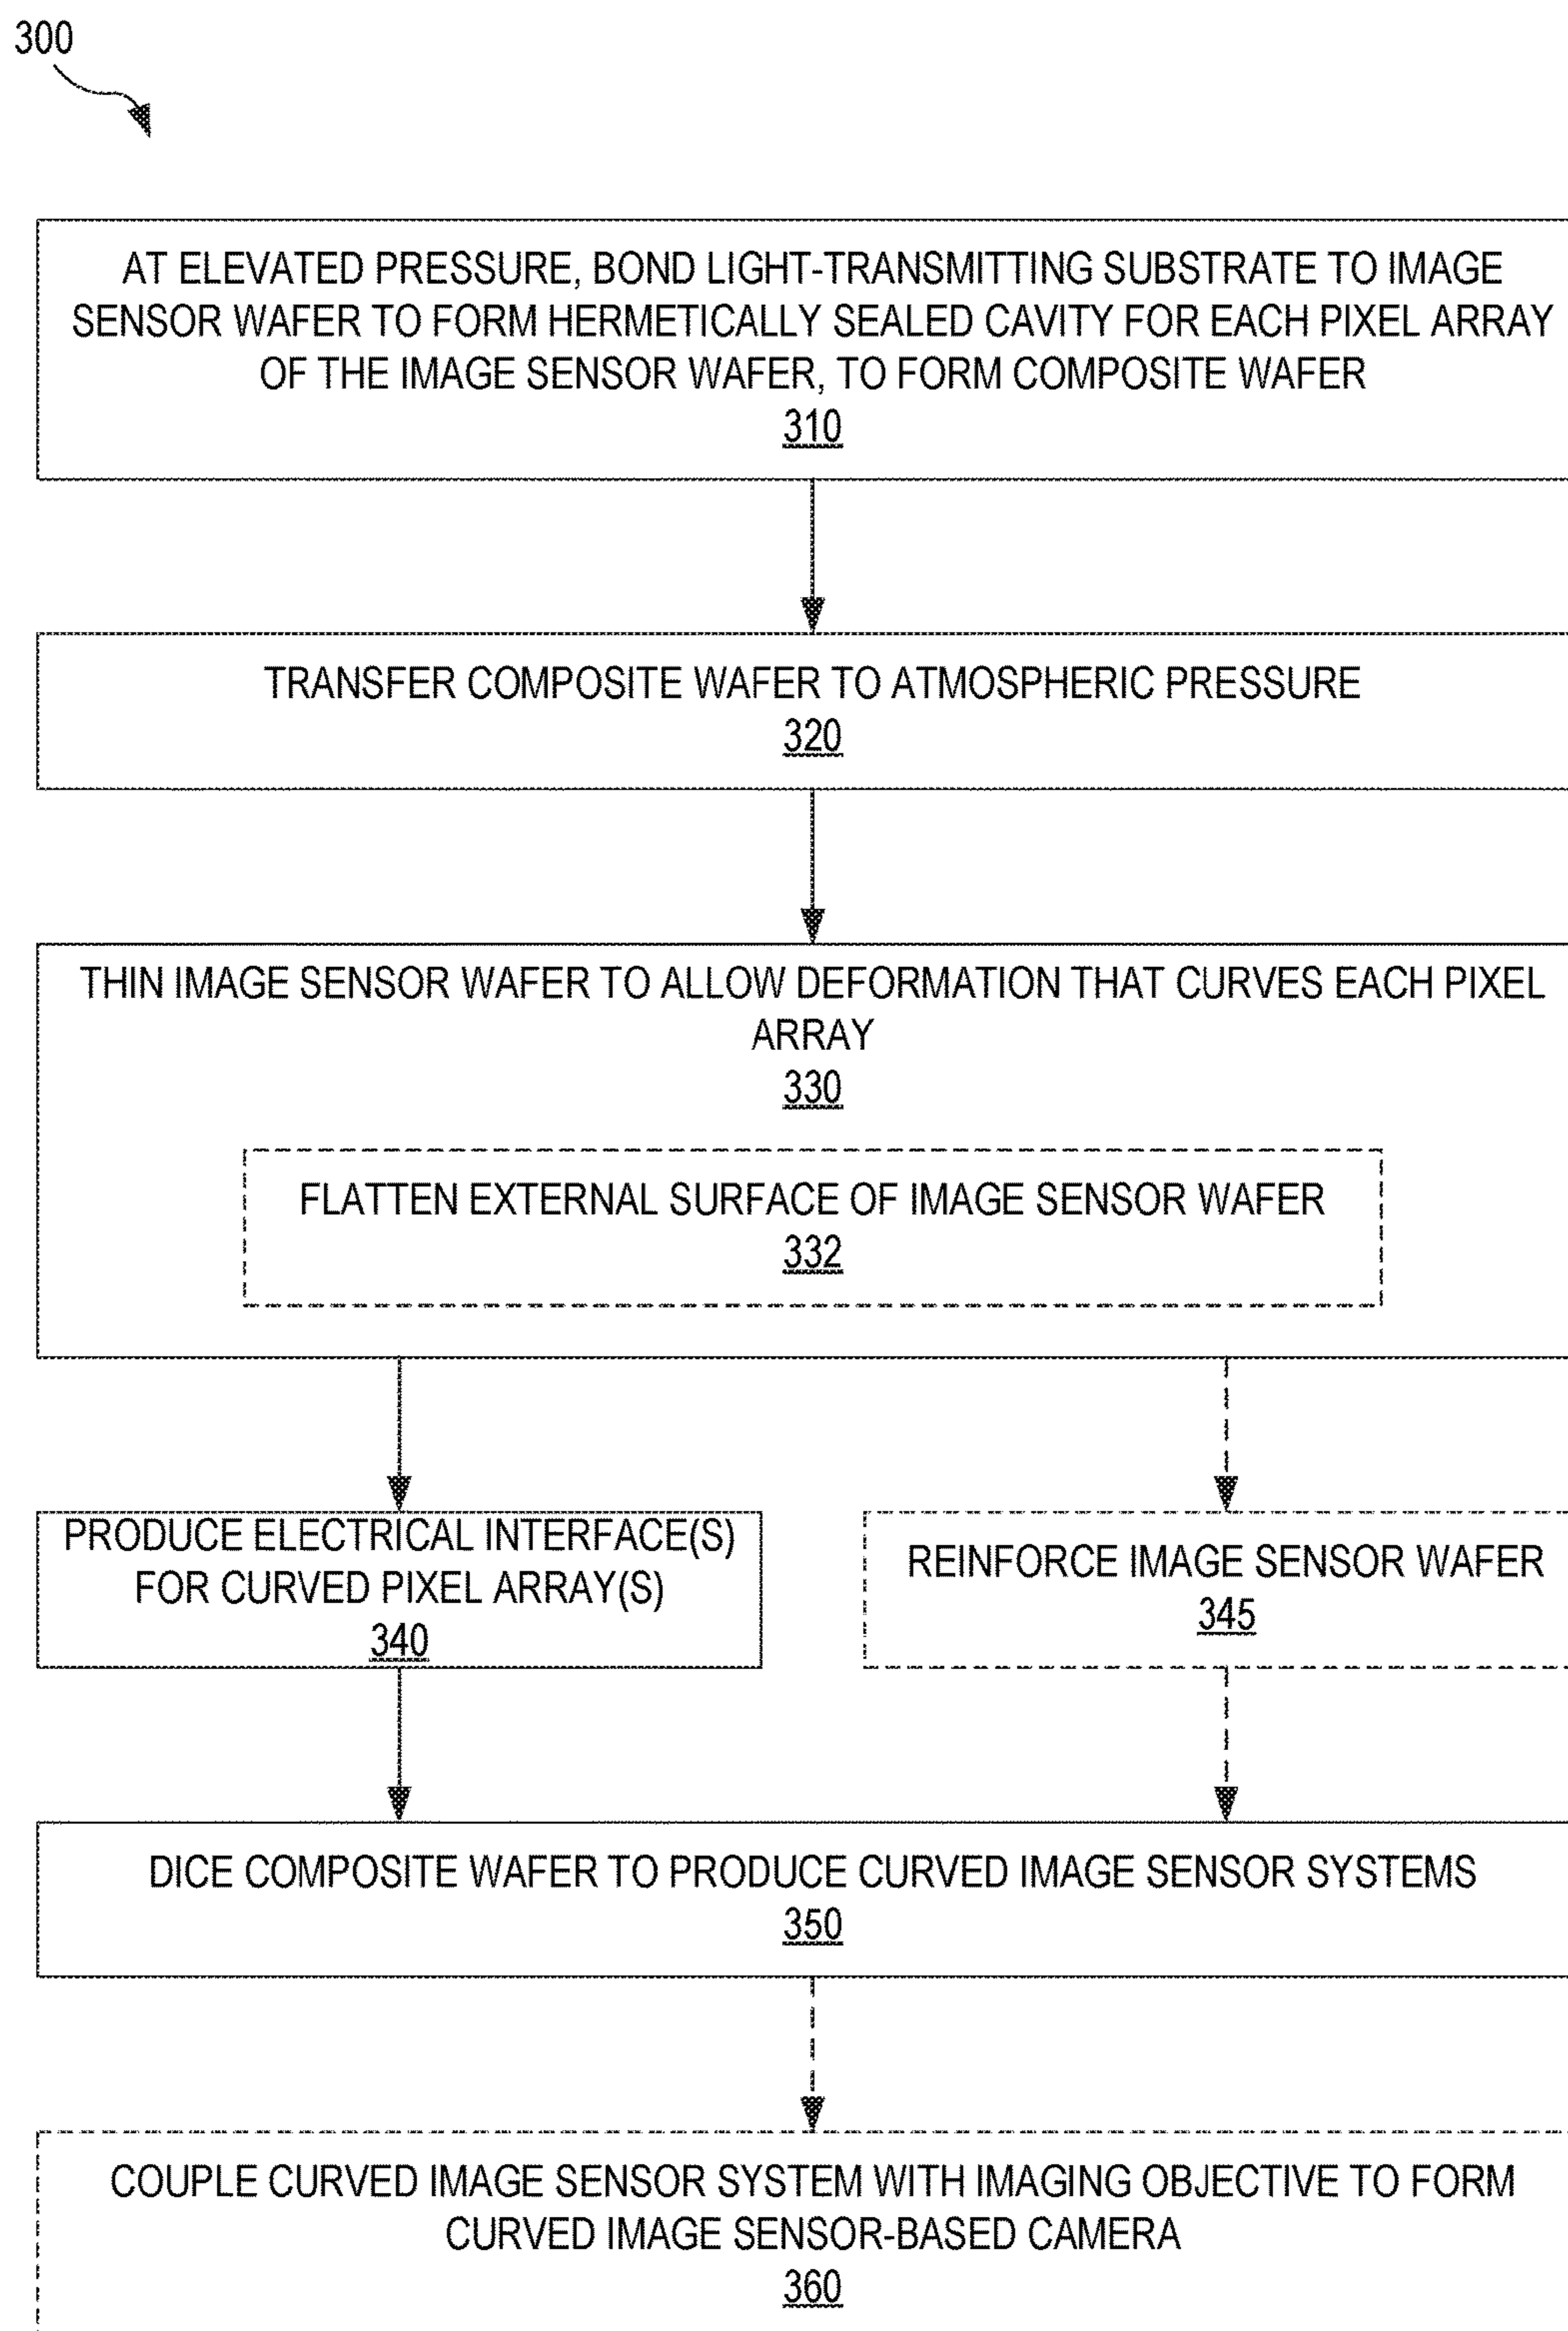 300
AT ELEVATED PRESSURE, BOND LIGHT-TRANSMITTING SUBSTRATE TO IMAGE
SENSOR WAFER TO FORM HERMETICALLY SEALED CAVITY FOR EACH PIXEL ARRAY
OF THE IMAGE SENSOR WAFER, TO FORM COMPOSITE WAFER
310
TRANSFER COMPOSITE WAFER TO ATMOSPHERIC PRESSURE
320
THIN IMAGE SENSOR WAFER TO ALLOW DEFORMATION THAT CURVES EACH PIXEL
ARRAY
330
FLATTEN EXTERNAL SURFACE OF IMAGE SENSOR WAFER
332
PRODUCE ELECTRICAL INTERFACE(S)
FOR CURVED PIXEL ARRAY(S)
340
REINFORCE IMAGE SENSOR WAFER
345
DICE COMPOSITE WAFER TO PRODUCE CURVED IMAGE SENSOR SYSTEMS
350
COUPLE CURVED IMAGE SENSOR SYSTEM WITH IMAGING OBJECTIVE TO FORM
CURVED IMAGE SENSOR-BASED CAMERA
360